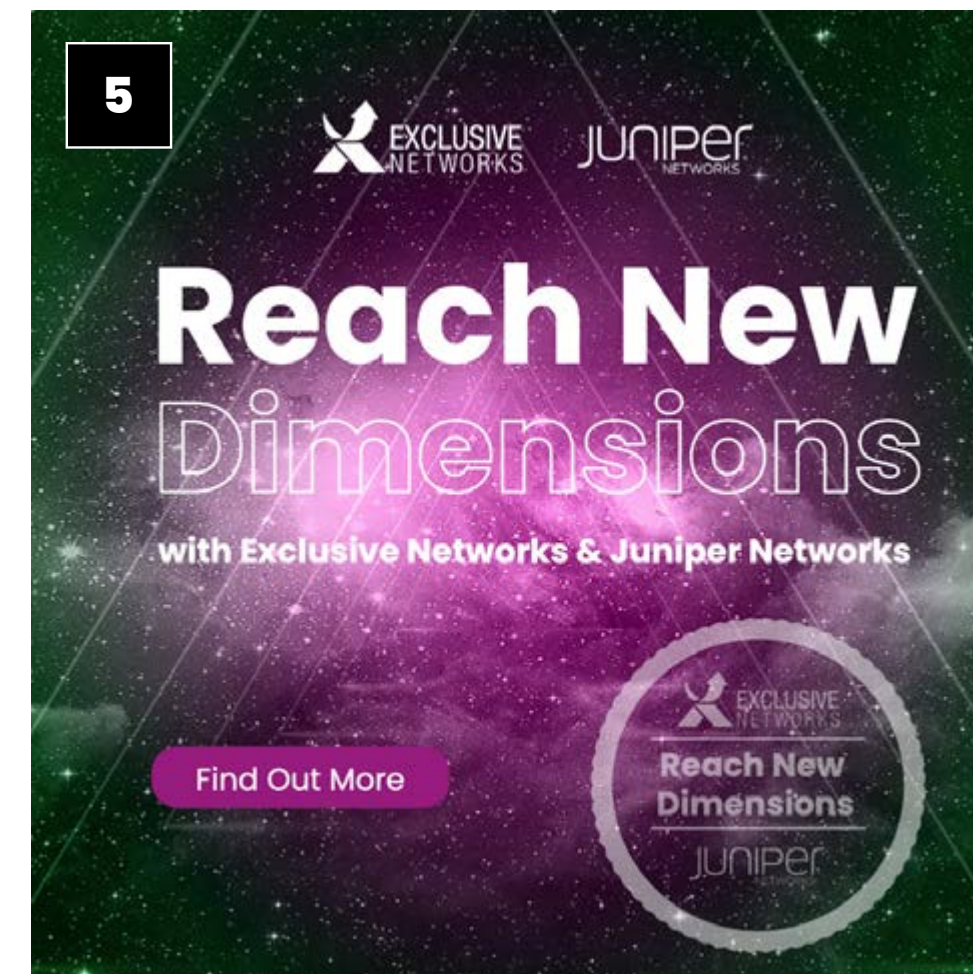 5
EXCLUSIVE
NETWORKS
JUNIPEr
NETWORKS
Reach New
Dimensions
with Exclusive Networks & Juniper Networks
Find Out More
EXCLUSIVE
NETWORKS
Reach New
Dimensions
JUNIPEr
NETWORKS